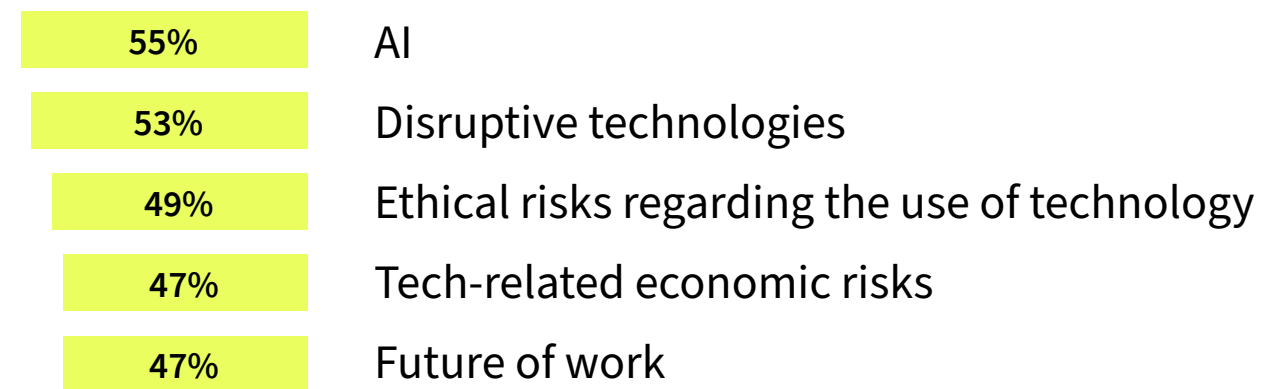 55% AI
53% Disruptive technologies
49% Ethical risks regarding the use of technology
47% Tech-related economic risks
47% Future of work